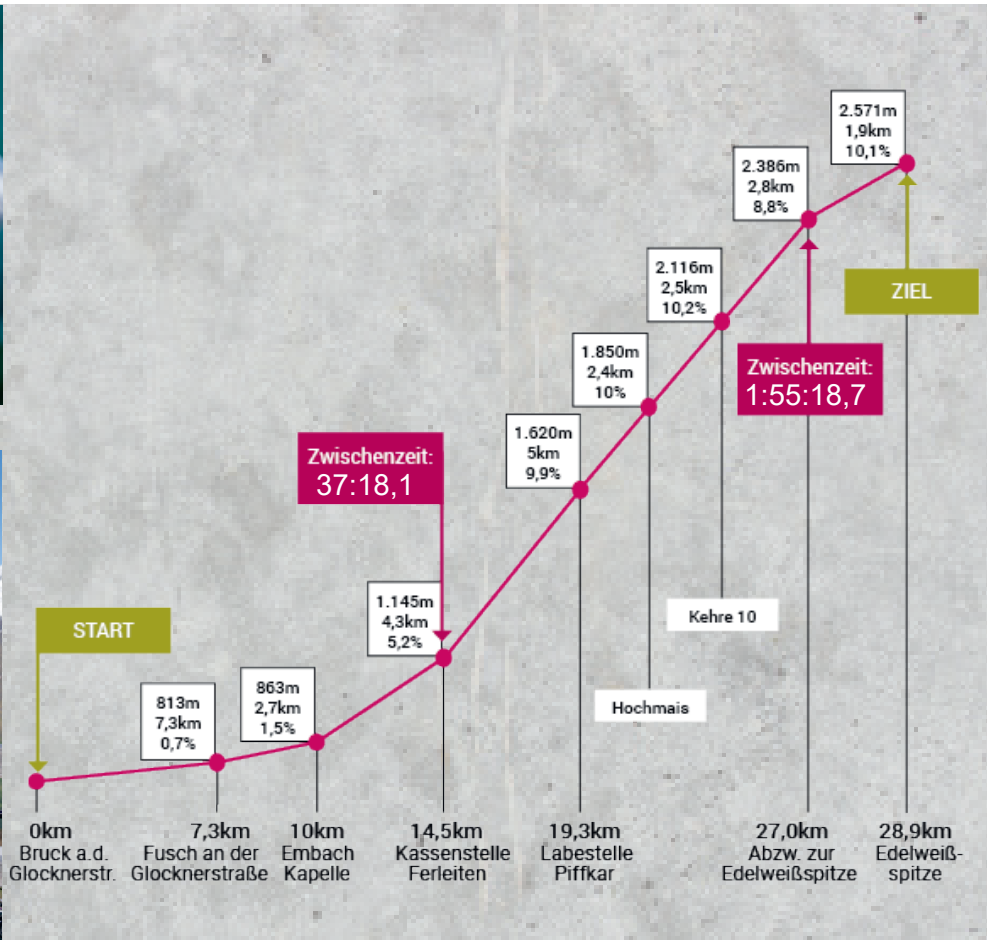 2.571m
1,9km
10,1%
2.386m
2,8km
8,8%
2.116m
2,5km
10,2%
ZIEL
1.850m
2,4km
10%
Zwischenzeit:
1:55:18,7
1.620m
5km
9,9%
Zwischenzeit:
37:18,1
1.145m
4,3km
5,2%
START
Kehre 10
863m
2,7km
1,5%
813m
7,3km
0,7%
Hochmais
0km
Bruck a.d.
Glocknerstr.
7,3km
Fusch an der
Glocknerstraße
10km
Embach
Kapelle
14,5km
Kassenstelle
Ferleiten
19,3km
Labestelle
Piffkar
27,0km
Abzw. zur
Edelweißspitze
28,9km
Edelweiß-
spitze